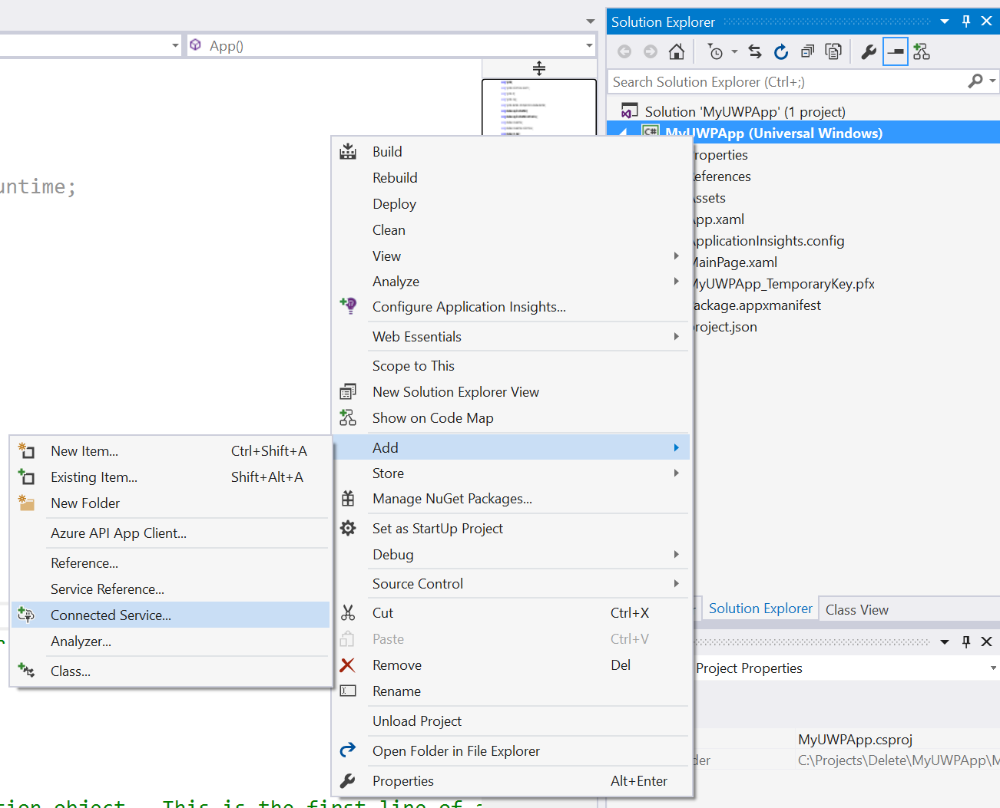 Solution Explorer
App()
Search Solution Explorer (Ctrl+;)
Solution 'MyUWPApp' (1 project)
C# MyUWPApp (Universal Windows)
roperties
eferences
ssets
pp.xaml
pplicationInsights.config
MainPage.xaml
MyUWPApp_TemporaryKey.pfx
ackage.appxmanifest
roject.json
untime;
Build
Rebuild
Deploy
Clean
View
Analyze
Configure Application Insights...
Web Essentials
Scope to This
New Solution Explorer View
Show on Code Map
Add
Store
Manage NuGet Packages...
Set as StartUp Project
Debug
Source Control
Cut Ctrl+X
Paste Ctrl+V
Remove Del
Rename
Unload Project
Open Folder in File Explorer
Properties Alt+Enter
New Item... Ctrl+Shift+A
Existing Item... Shift+Alt+A
New Folder
Azure API App Client...
Reference...
Service Reference...
Connected Service...
Analyzer...
Class...
Solution Explorer Class View
Project Properties
MyUWPApp.csproj
der C:\Projects\Delete\MyUWPApp\M
tion object. This is the first line of